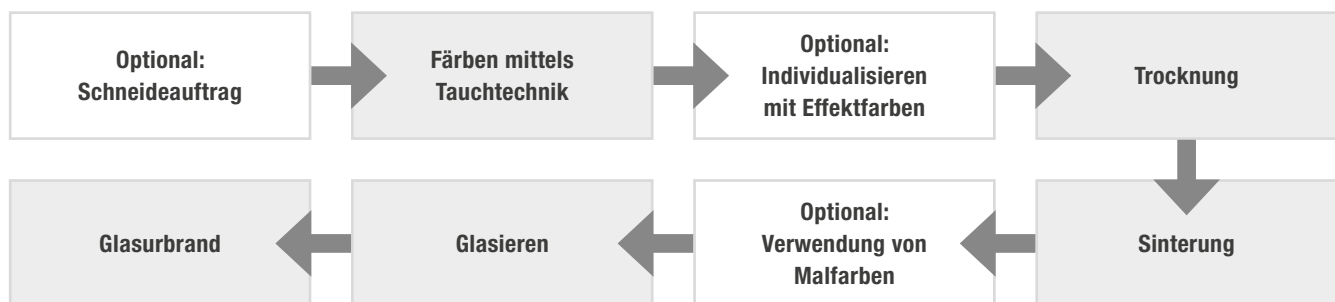 Optional:
Schneideauftrag
Färben mittels
Tauchtechnik
Optional:
Individualisieren
mit Effektfarben
Trocknung
Sinterung
Optional:
Verwendung von
Malfarben
Glasieren
Glasurbrand